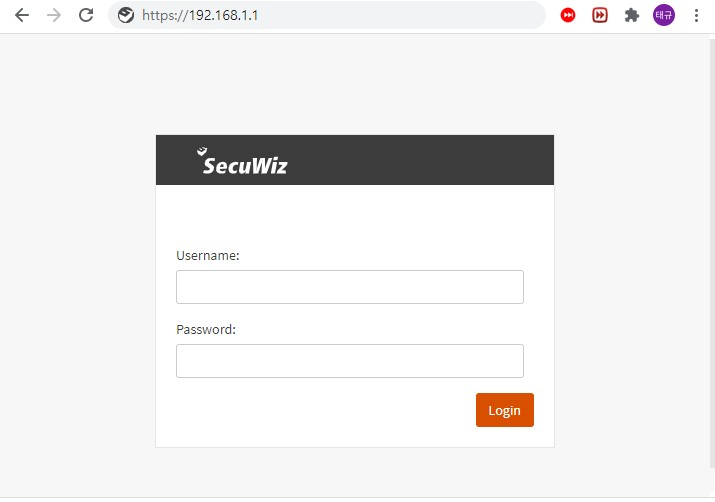 https://192.168.1.1
태규
SecuWiz
Username:
Password:
Login